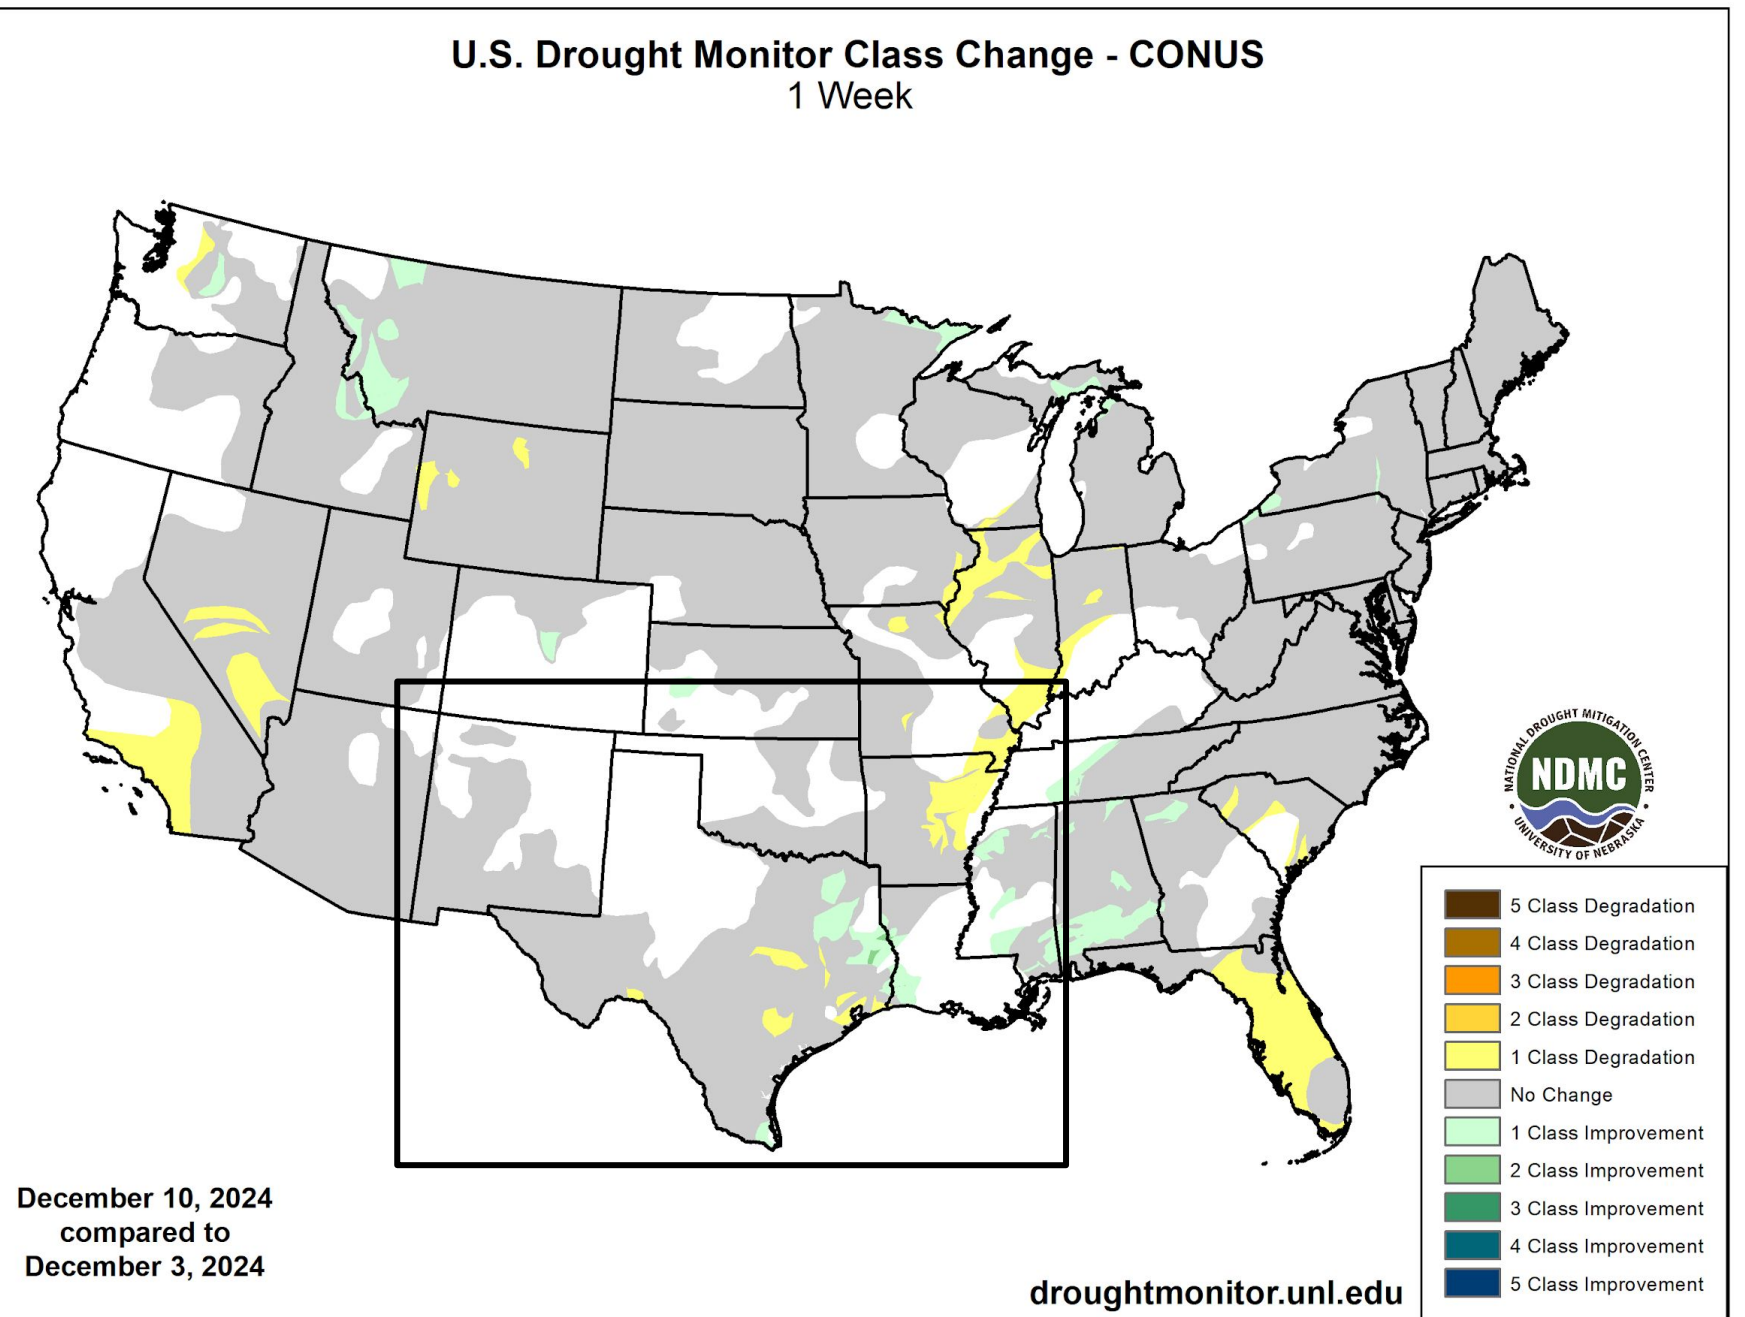 U.S. Drought Monitor Class Change - CONUS
1 Week
NATIONAL DROUGHT MITIGATION CENTER
NDMC
UNIVERSITY OF NEBRASKA
5 Class Degradation
4 Class Degradation
3 Class Degradation
2 Class Degradation
1 Class Degradation
No Change
1 Class Improvement
2 Class Improvement
3 Class Improvement
4 Class Improvement
5 Class Improvement
December 10, 2024
compared to
December 3, 2024
droughtmonitor.unl.edu